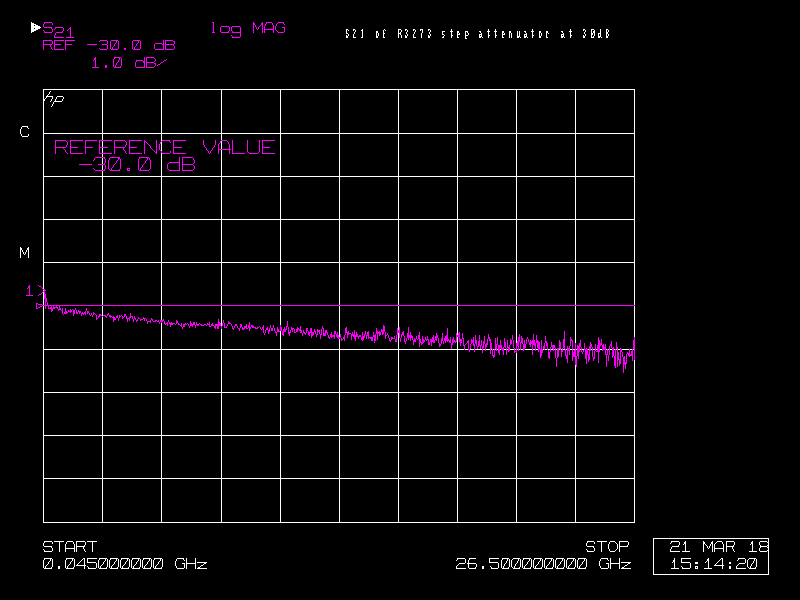 S21 log MAG S21 of R3273 step attenuator at 30dB
REF -30.0 dB
1.0 dB/
hp
C
REFERENCE VALUE
-30.0 dB
M
1
START STOP 21 MAR 18
0.045000000 GHz 26.500000000 GHz 15:14:20